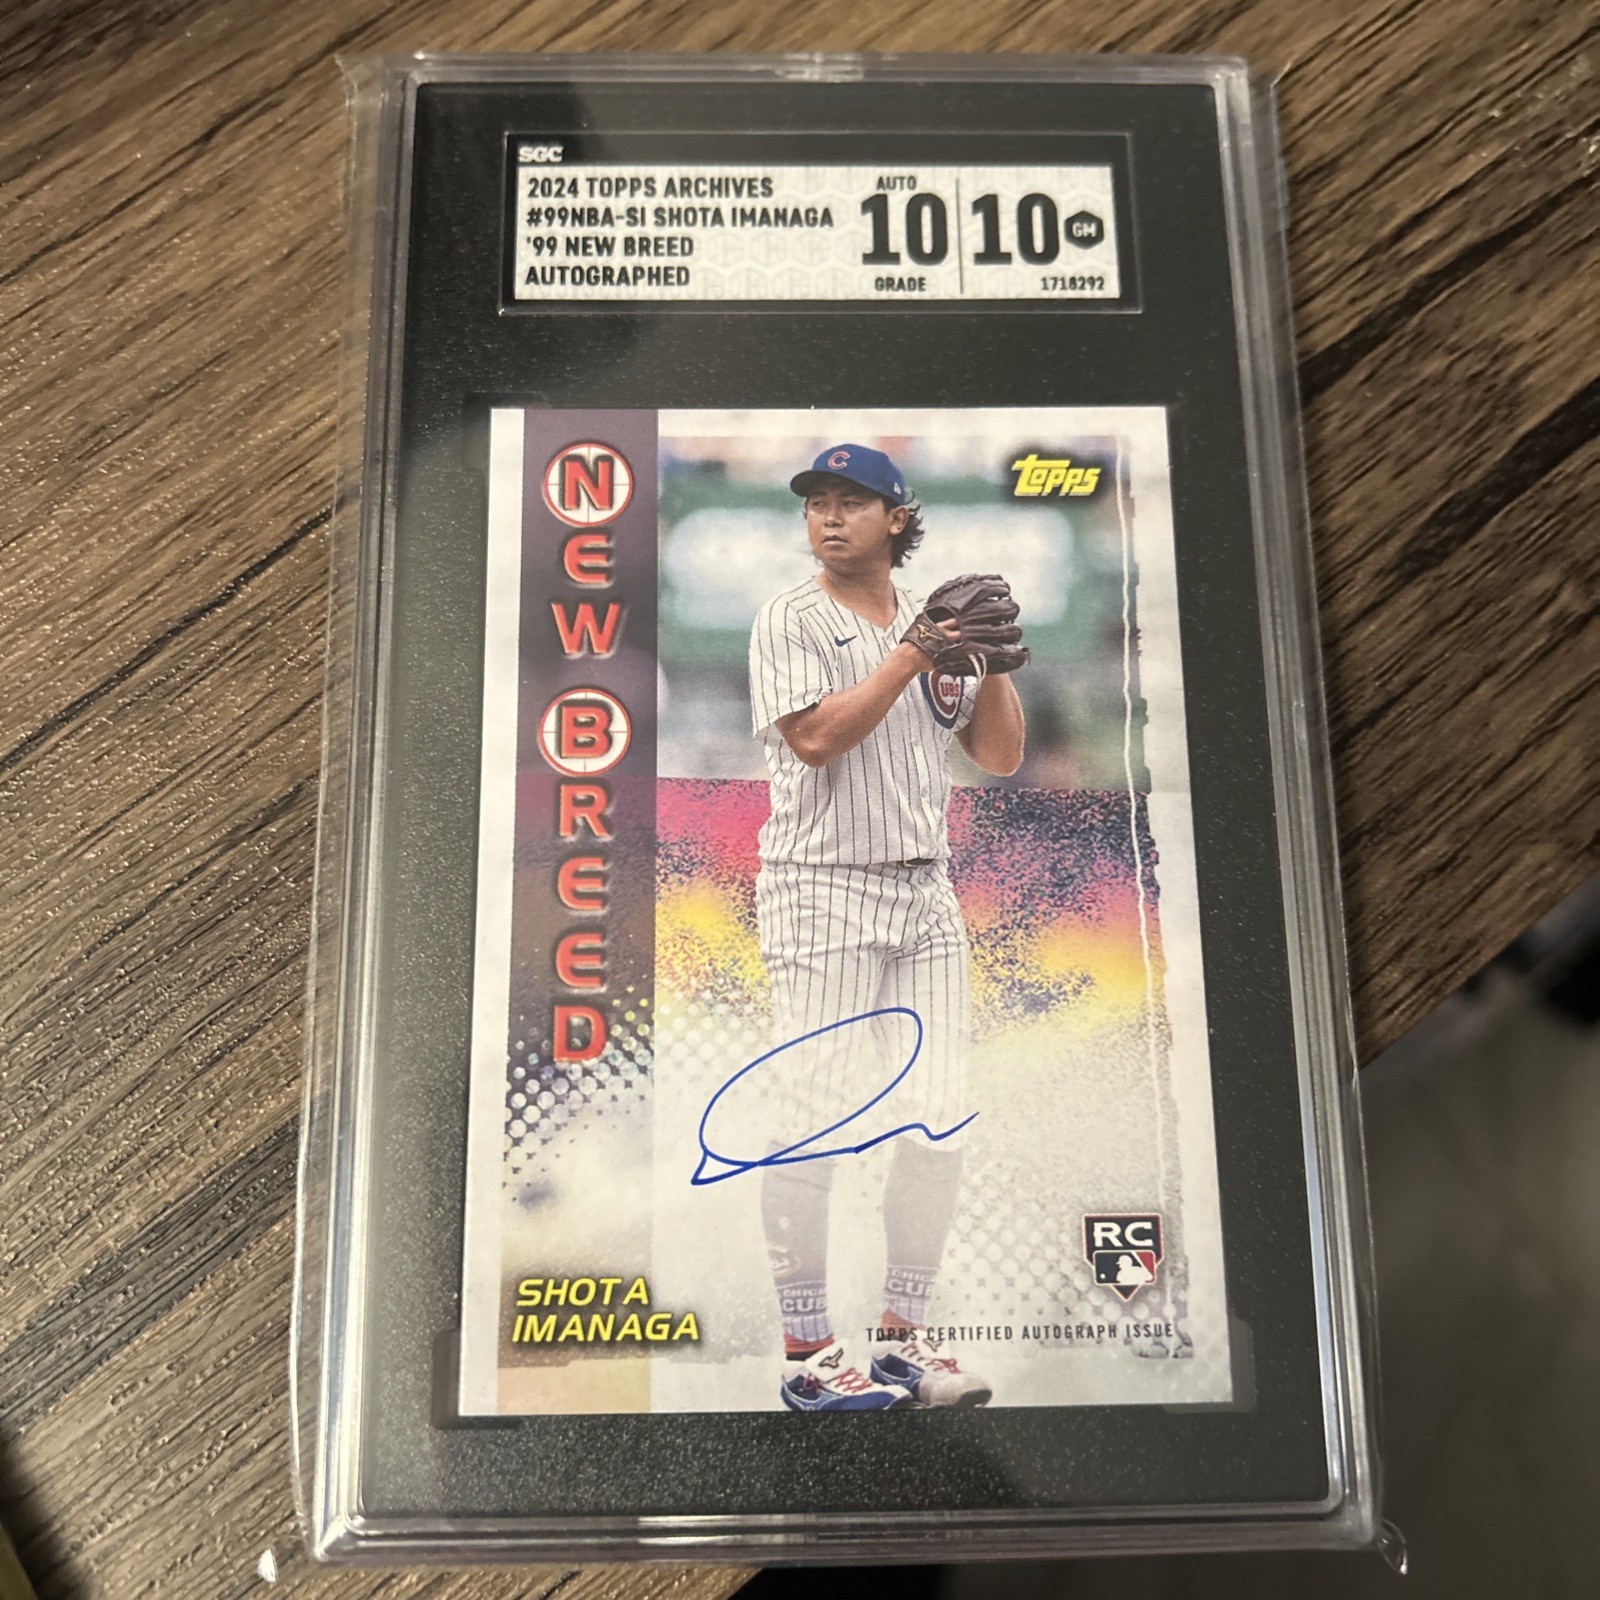 SGC
2024 TOPPS ARCHIVES
#99NBA-SI SHOTA IMANAGA
'99 NEW BREED
AUTOGRAPHED
AUTO
10
GRADE
10
GM
1718292
NEW BREED
topps
C
CUBS
RC
SHOTA
IMANAGA
TOPPS CERTIFIED AUTOGRAPH ISSUE